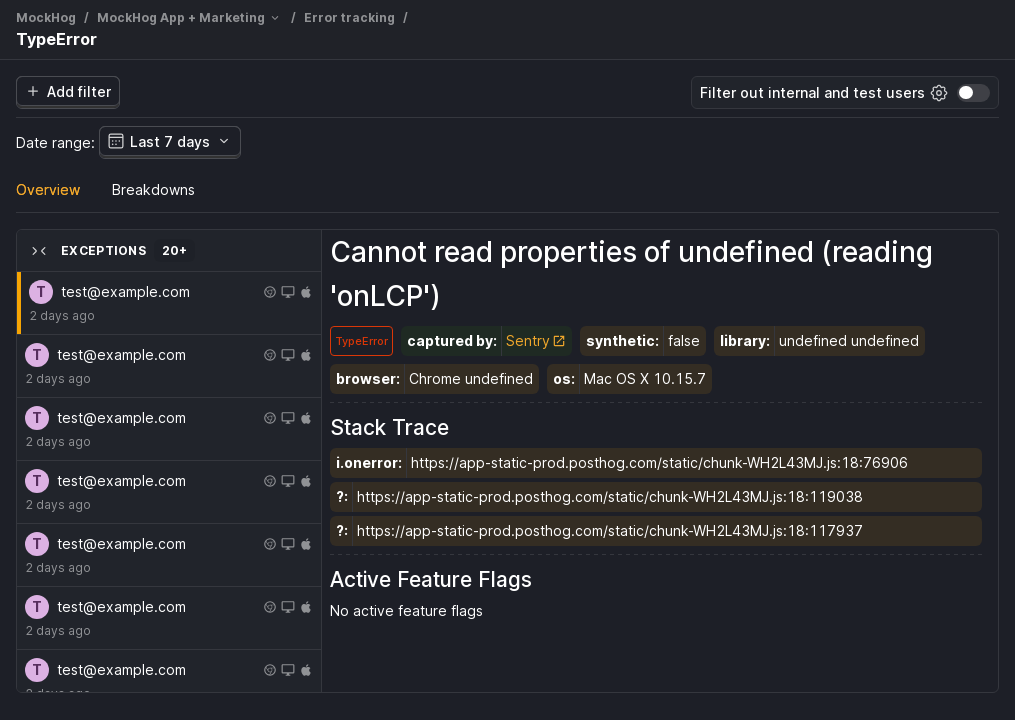 MockHog / MockHog App + Marketing / Error tracking /
TypeError
Add filter
Filter out internal and test users
Date range: Last 7 days
Overview Breakdowns
EXCEPTIONS 20+
T test@example.com
2 days ago
T test@example.com
2 days ago
T test@example.com
2 days ago
T test@example.com
2 days ago
T test@example.com
2 days ago
T test@example.com
2 days ago
T test@example.com
2 days ago
Cannot read properties of undefined (reading
'onLCP')
TypeError captured by: Sentry synthetic: false library: undefined undefined
browser: Chrome undefined os: Mac OS X 10.15.7
Stack Trace
i.onerror: https://app-static-prod.posthog.com/static/chunk-WH2L43MJ.js:18:76906
?: https://app-static-prod.posthog.com/static/chunk-WH2L43MJ.js:18:119038
?: https://app-static-prod.posthog.com/static/chunk-WH2L43MJ.js:18:117937
Active Feature Flags
No active feature flags